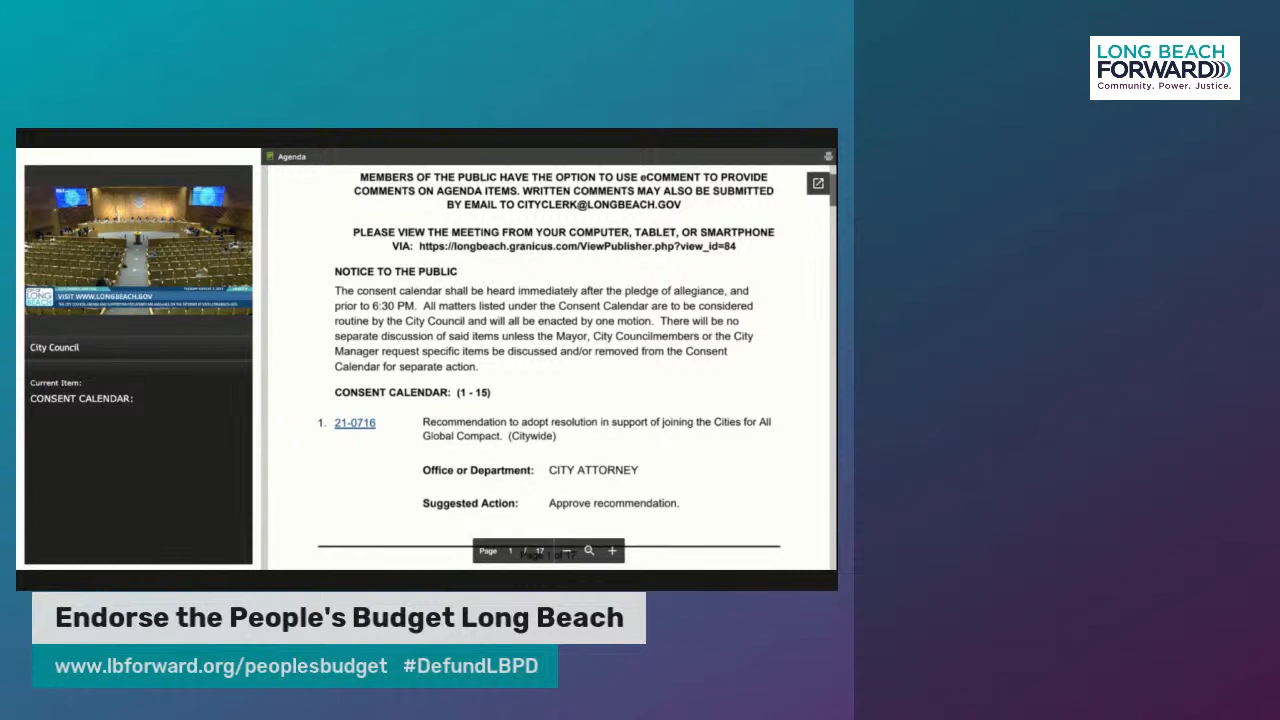 LONG BEACH
FORWARD
Community. Power. Justice.
Agenda
MEMBERS OF THE PUBLIC HAVE THE OPTION TO USE eCOMMENT TO PROVIDE
COMMENTS ON AGENDA ITEMS. WRITTEN COMMENTS MAY ALSO BE SUBMITTED
BY EMAIL TO CITYCLERK@LONGBEACH.GOV
PLEASE VIEW THE MEETING FROM YOUR COMPUTER, TABLET, OR SMARTPHONE
VIA: https://longbeach.granicus.com/ViewPublisher.php?view_id=84
NOTICE TO THE PUBLIC
The consent calendar shall be heard immediately after the pledge of allegiance, and
prior to 6:30 PM. All matters listed under the Consent Calendar are to be considered
routine by the City Council and will all be enacted by one motion. There will be no
separate discussion of said items unless the Mayor, City Councilmembers or the City
Manager request specific items be discussed and/or removed from the Consent
Calendar for separate action.
CONSENT CALENDAR: (1 - 15)
1. 21-0716 Recommendation to adopt resolution in support of joining the Cities for All
Global Compact. (Citywide)
Office or Department: CITY ATTORNEY
Suggested Action: Approve recommendation.
Page 1 / 17
Page 1 of 17
LONG
BEACH
VISIT WWW.LONGBEACH.GOV
City Council
Current Item:
CONSENT CALENDAR:
Endorse the People's Budget Long Beach
www.lbforward.org/peoplesbudget #DefundLBPD